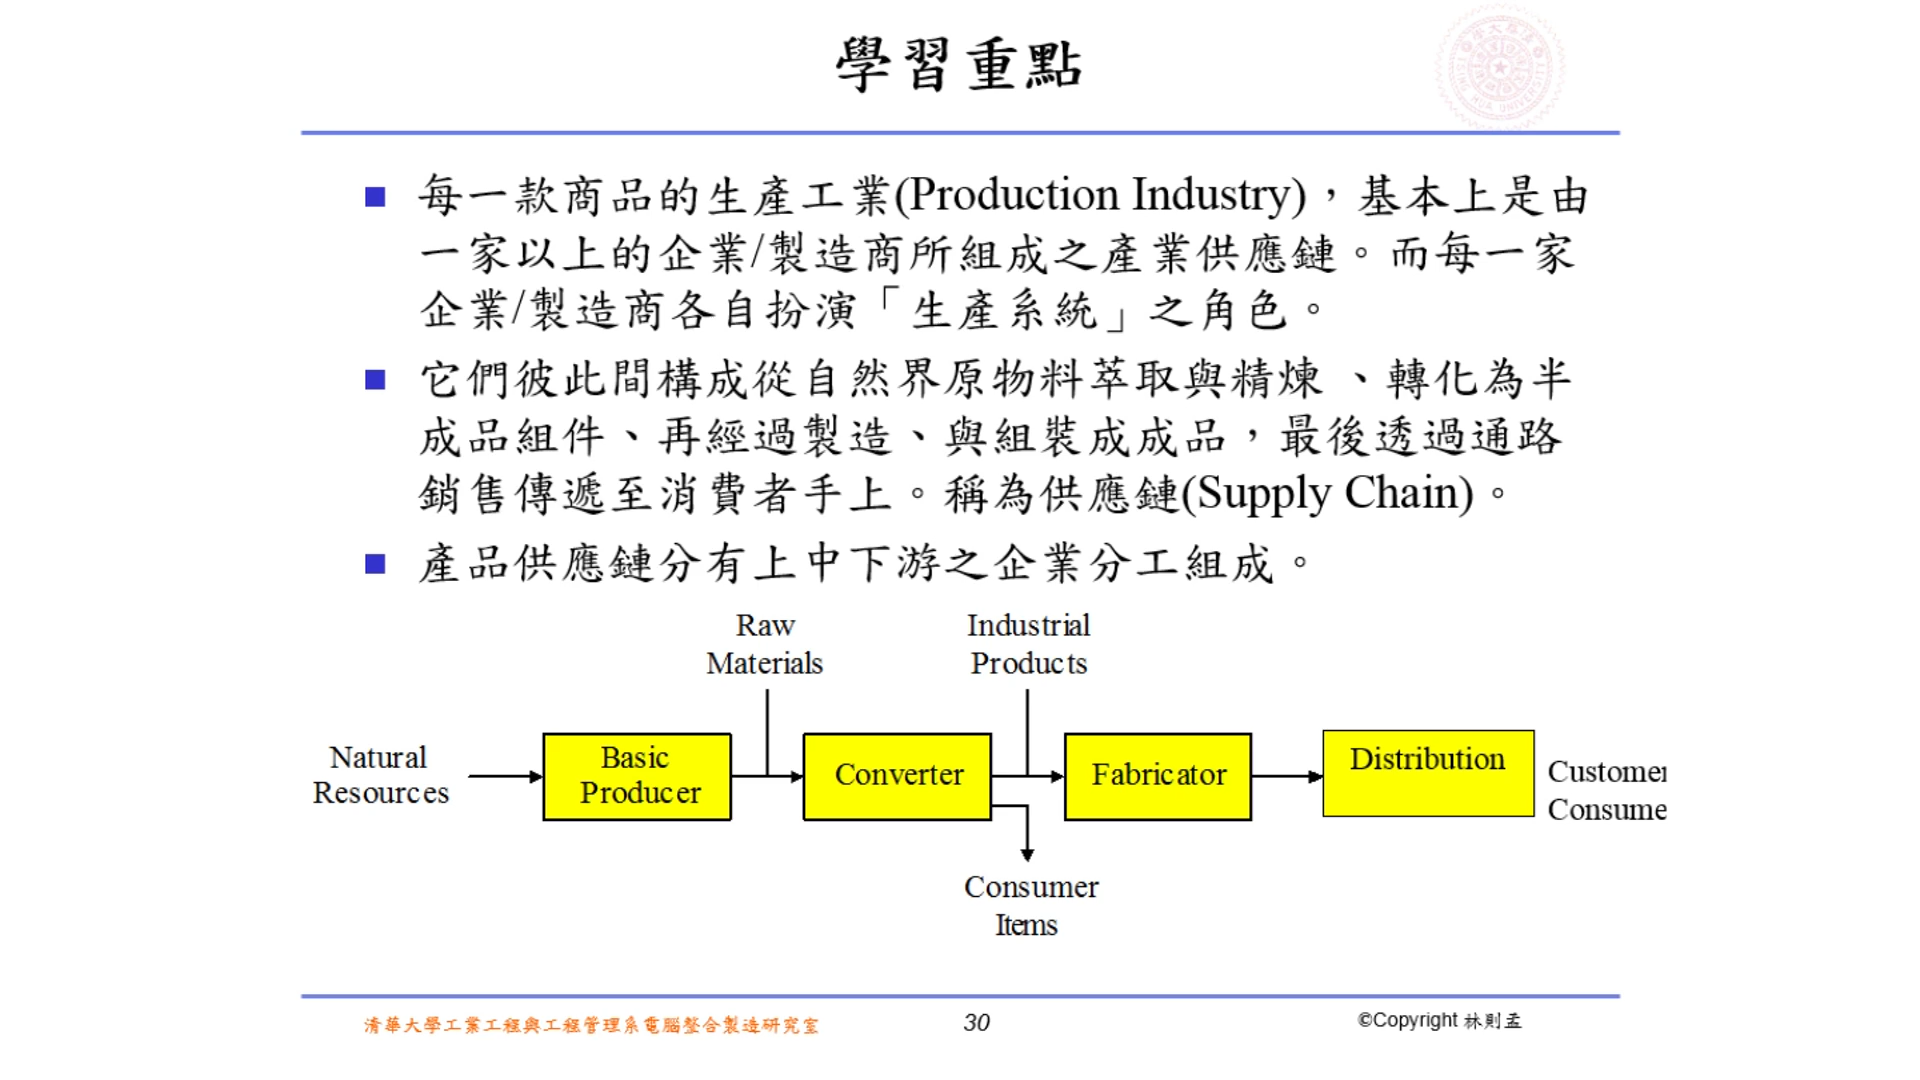 學習重點
每一款商品的生產工業(Production Industry)，基本上是由
一家以上的企業/製造商所組成之產業供應鏈。而每一家
企業/製造商各自扮演「生產系統」之角色。
它們彼此間構成從自然界原物料萃取與精煉、轉化為半
成品組件、再經過製造、與組裝成成品，最後透過通路
銷售傳遞至消費者手上。稱為供應鏈(Supply Chain)。
產品供應鏈分有上中下游之企業分工組成。
Raw
Materials
Industrial
Products
Natural
Resources
Basic
Producer
Converter
Fabricator
Distribution
Customer
Consume
Consumer
Items
清華大學工業工程與工程管理系電腦整合製造研究室
30
©Copyright 林則孟